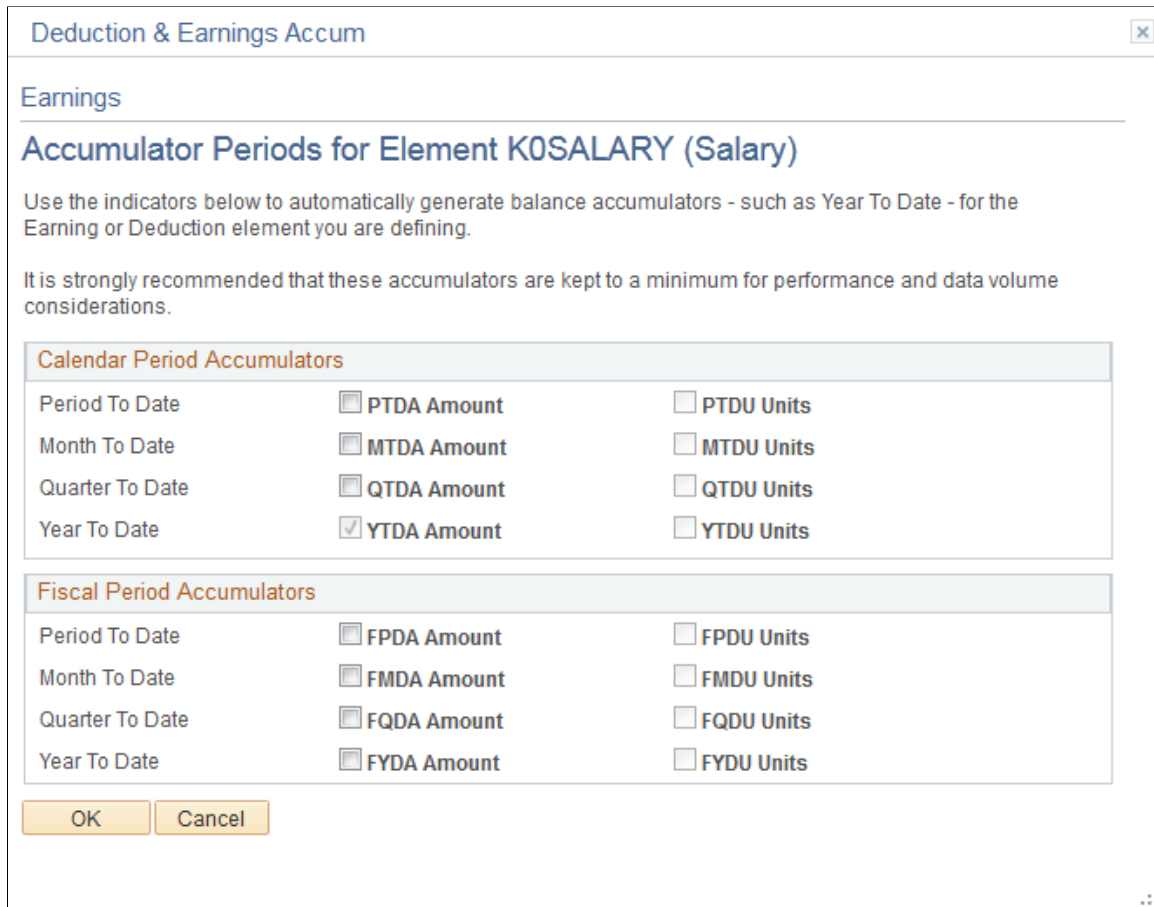 Deduction & Earnings Accum
Earnings
Accumulator Periods for Element K0SALARY (Salary)
Use the indicators below to automatically generate balance accumulators - such as Year To Date - for the
Earning or Deduction element you are defining.
It is strongly recommended that these accumulators are kept to a minimum for performance and data volume
considerations.
Calendar Period Accumulators
Period To Date PTDA Amount PTDU Units
Month To Date MTDA Amount MTDU Units
Quarter To Date QTDA Amount QTDU Units
Year To Date YTDA Amount YTDU Units
Fiscal Period Accumulators
Period To Date FPDA Amount FPDU Units
Month To Date FMDA Amount FMDU Units
Quarter To Date FQDA Amount FQDU Units
Year To Date FYDA Amount FYDU Units
OK Cancel